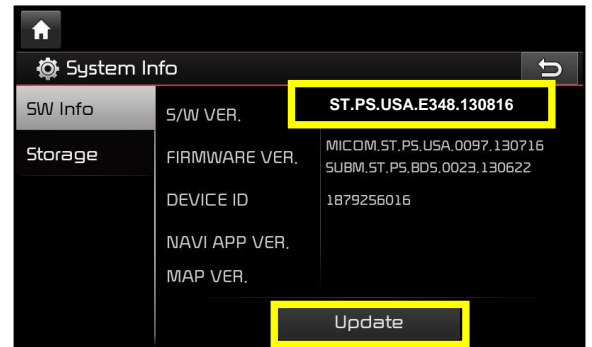 System Info
SW Info
Storage
S/W VER. ST.PS.USA.E348.130816
FIRMWARE VER. MICOM.ST.PS.USA.0097.130716
SUBM.ST.PS.BD5.0023.130622
DEVICE ID 1879256016
NAVI APP VER.
MAP VER.
Update